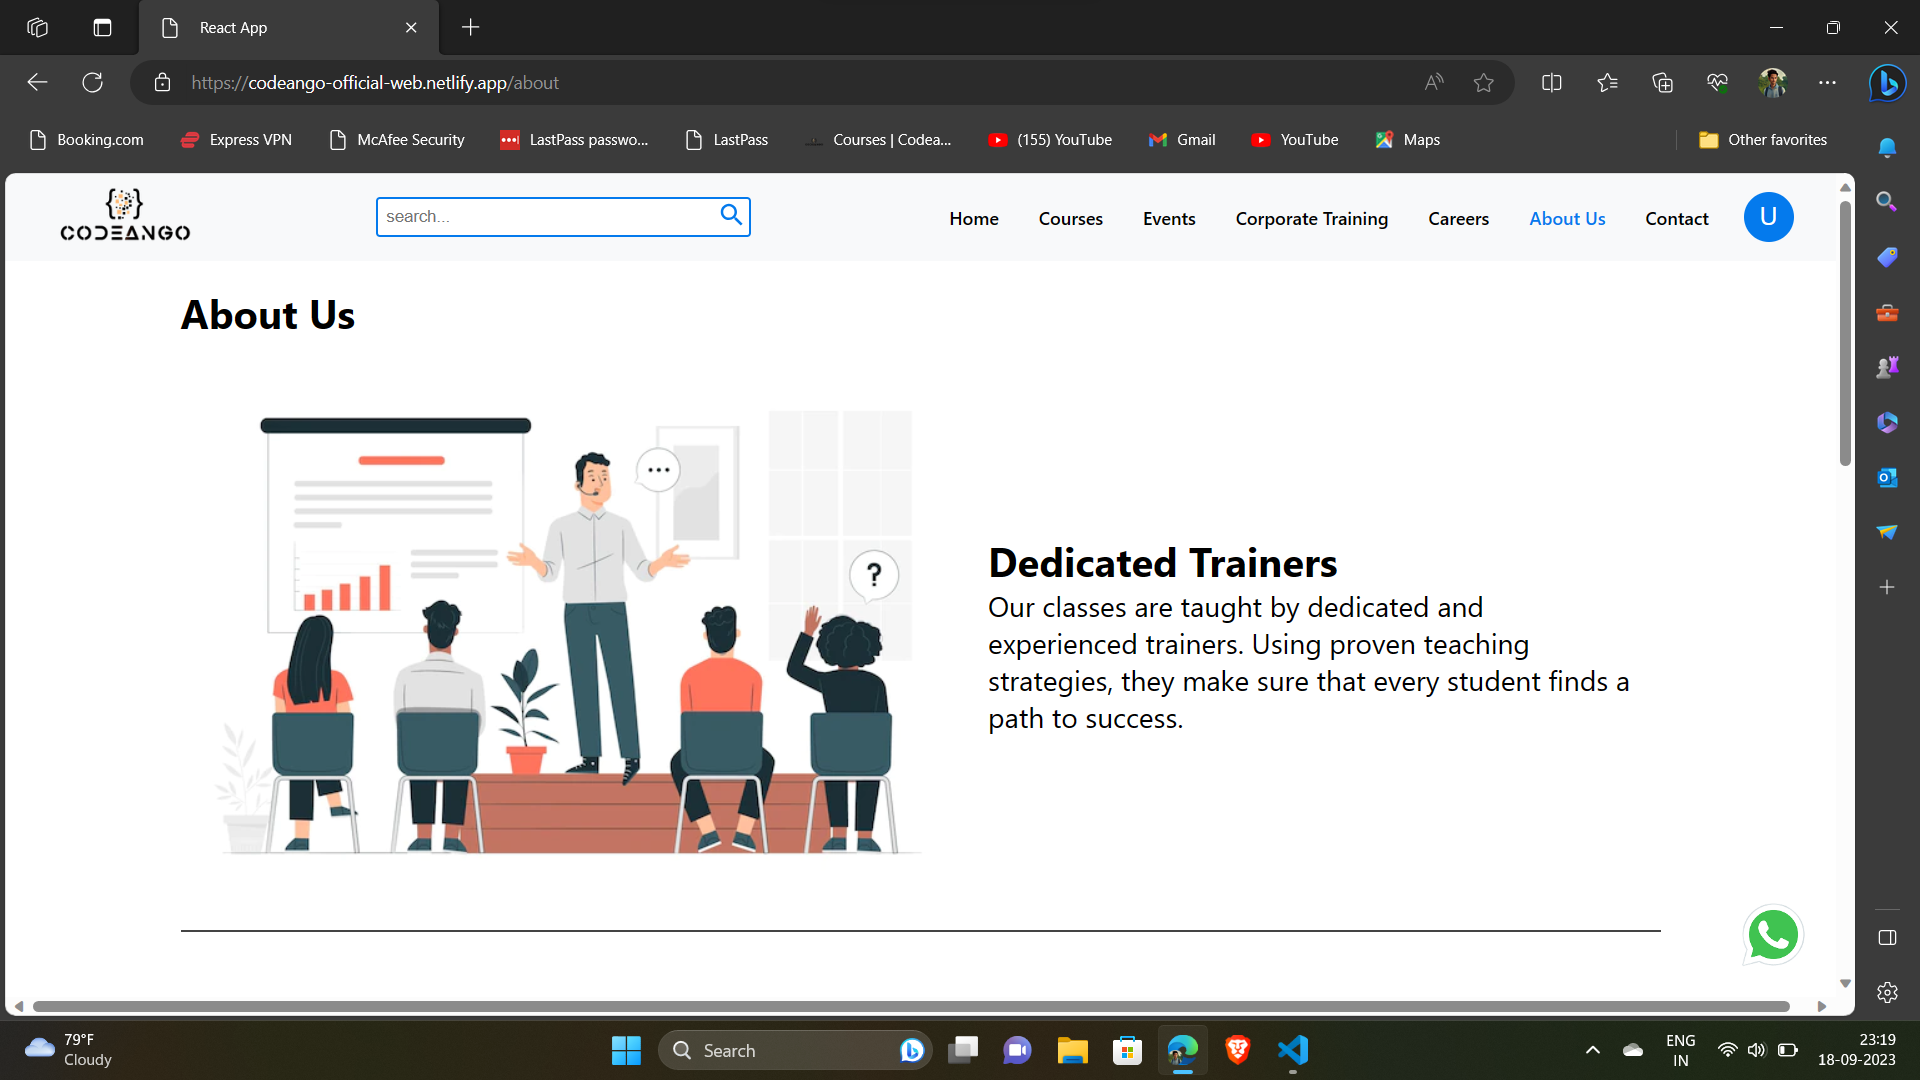 React App
https://codeango-official-web.netlify.app/about
Booking.com
Express VPN
McAfee Security
LastPass passwo...
LastPass
Courses | Codea...
(155) YouTube
Gmail
YouTube
Maps
Other favorites
CODEANGO
search...
Home
Courses
Events
Corporate Training
Careers
About Us
Contact
U
About Us
?
Dedicated Trainers
Our classes are taught by dedicated and
experienced trainers. Using proven teaching
strategies, they make sure that every student finds a
path to success.
79°F
Cloudy
Search
ENG
IN
23:19
18-09-2023